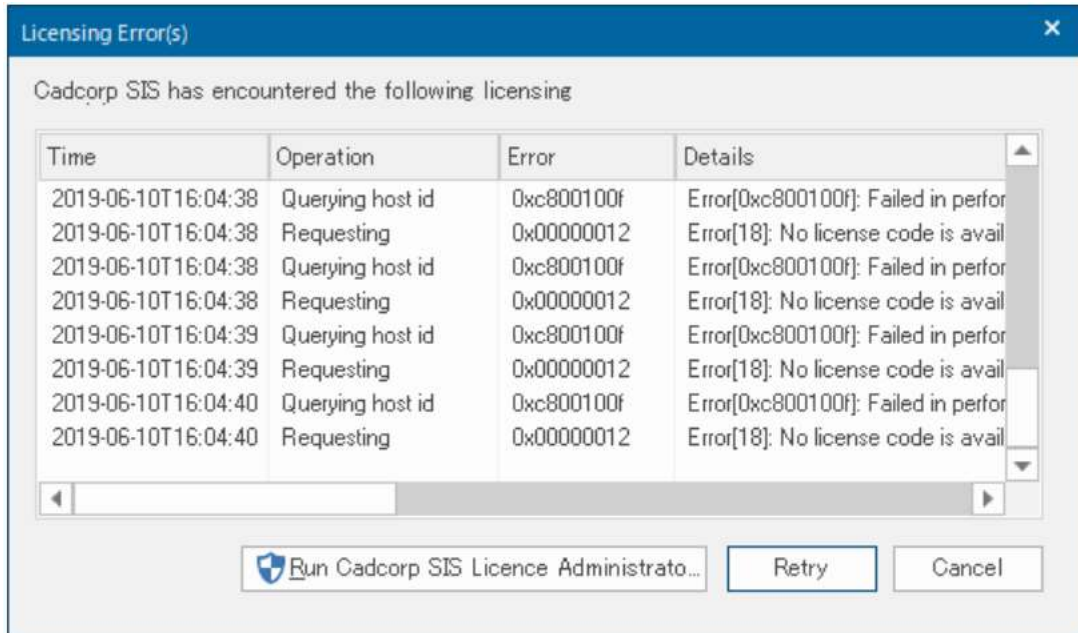 Licensing Error(s)
Cadcorp SIS has encountered the following licensing
Time Operation Error Details
2019-06-10T16:04:38 Querying host id 0xc800100f Error[0xc800100f]: Failed in perfor
2019-06-10T16:04:38 Requesting 0x00000012 Error[18]: No license code is avail
2019-06-10T16:04:38 Querying host id 0xc800100f Error[0xc800100f]: Failed in perfor
2019-06-10T16:04:38 Requesting 0x00000012 Error[18]: No license code is avail
2019-06-10T16:04:39 Querying host id 0xc800100f Error[0xc800100f]: Failed in perfor
2019-06-10T16:04:39 Requesting 0x00000012 Error[18]: No license code is avail
2019-06-10T16:04:40 Querying host id 0xc800100f Error[0xc800100f]: Failed in perfor
2019-06-10T16:04:40 Requesting 0x00000012 Error[18]: No license code is avail
Run Cadcorp SIS Licence Administrato... Retry Cancel